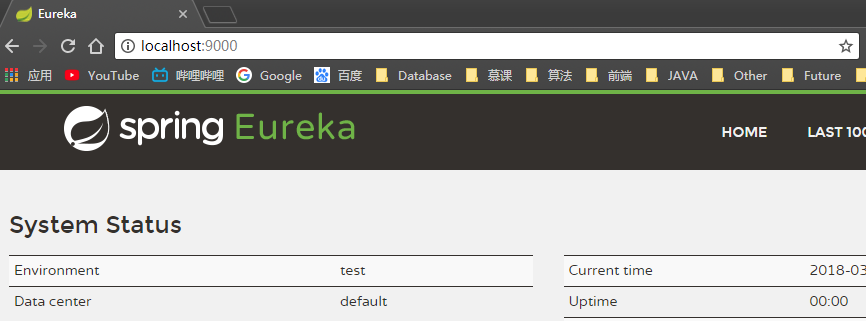 Eureka
localhost:9000
应用 YouTube 哔哩哔哩 Google 百度 Database 慕课 算法 前端 JAVA Other Future
spring Eureka
HOME LAST 100
System Status
Environment test Current time 2018-03
Data center default Uptime 00:00